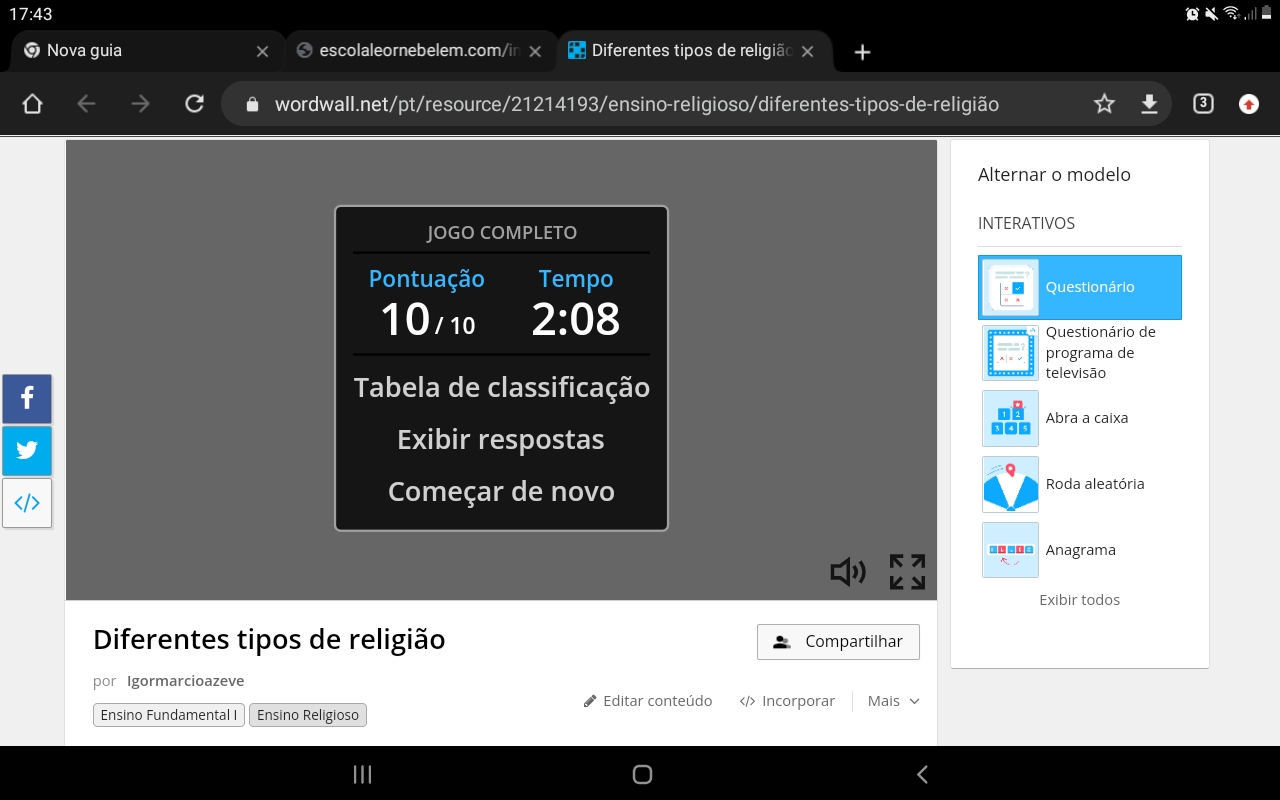 17:43
Nova guia
escolaleornebelem.com/in
Diferentes tipos de religião
wordwall.net/pt/resource/21214193/ensino-religioso/diferentes-tipos-de-religião
3
JOGO COMPLETO
Pontuação Tempo
10 / 10 2:08
Tabela de classificação
Exibir respostas
Começar de novo
Alternar o modelo
INTERATIVOS
Questionário
Questionário de
programa de
televisão
Abra a caixa
Roda aleatória
Anagrama
Exibir todos
Diferentes tipos de religião
Compartilhar
por Igormarcioazeve
Editar conteúdo
Incorporar
Mais
Ensino Fundamental I
Ensino Religioso